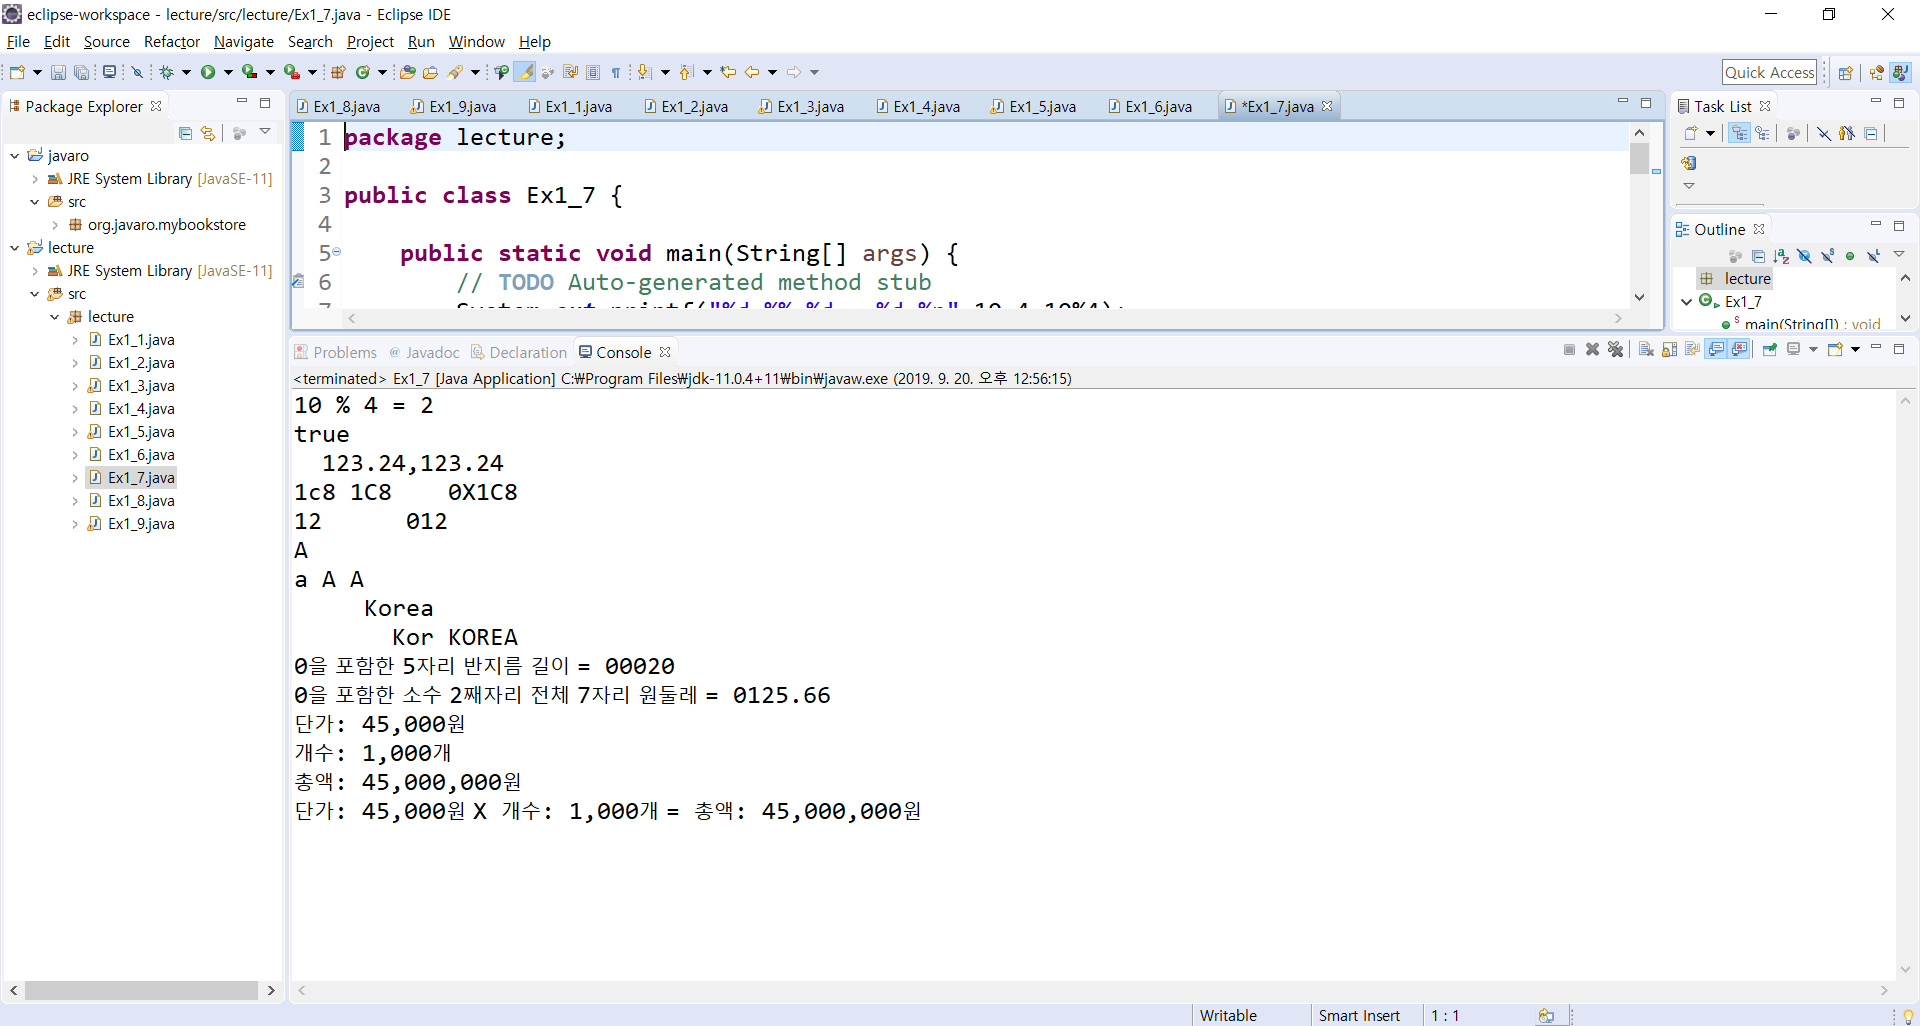 eclipse-workspace - lecture/src/lecture/Ex1_7.java - Eclipse IDE
File Edit Source Refactor Navigate Search Project Run Window Help
Quick Access
Package Explorer
javaro
JRE System Library [JavaSE-11]
src
org.javaro.mybookstore
lecture
JRE System Library [JavaSE-11]
src
lecture
Ex1_1.java
Ex1_2.java
Ex1_3.java
Ex1_4.java
Ex1_5.java
Ex1_6.java
Ex1_7.java
Ex1_8.java
Ex1_9.java
Ex1_8.java Ex1_9.java Ex1_1.java Ex1_2.java Ex1_3.java Ex1_4.java Ex1_5.java Ex1_6.java *Ex1_7.java
1 package lecture;
2
3 public class Ex1_7 {
4
5 public static void main(String[] args) {
6 // TODO Auto-generated method stub
7 System.out.printf("%d %% %d = %d %n",10,4,10%4);
Task List
Outline
lecture
Ex1_7
main(String[]) : void
Problems @ Javadoc Declaration Console
<terminated> Ex1_7 [Java Application] C:₩Program Files₩jdk-11.0.4+11₩bin₩javaw.exe (2019. 9. 20. 오후 12:56:15)
10 % 4 = 2
true
123.24,123.24
1c8 1C8 0X1C8
12 012
A
a A A
Korea
Kor KOREA
0을 포함한 5자리 반지름 길이 = 00020
0을 포함한 소수 2째자리 전체 7자리 원둘레 = 0125.66
단가: 45,000원
개수: 1,000개
총액: 45,000,000원
단가: 45,000원 X 개수: 1,000개 = 총액: 45,000,000원
Writable Smart Insert 1 : 1